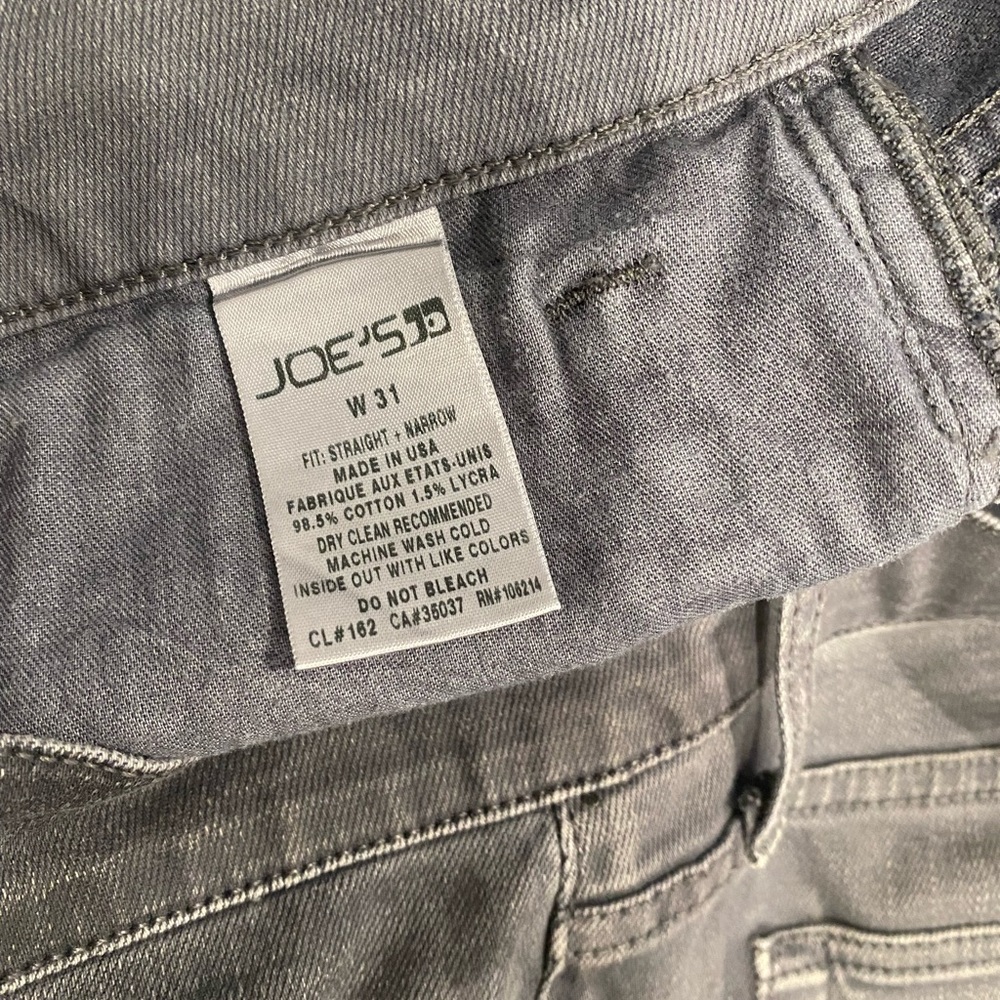 JOE'S
W 31
FIT: STRAIGHT + NARROW
MADE IN USA
FABRIQUE AUX ETATS-UNIS
98.5% COTTON 1.5% LYCRA
DRY CLEAN RECOMMENDED
MACHINE WASH COLD
INSIDE OUT WITH LIKE COLORS
DO NOT BLEACH
CL#162 CA#35037 RN#106214